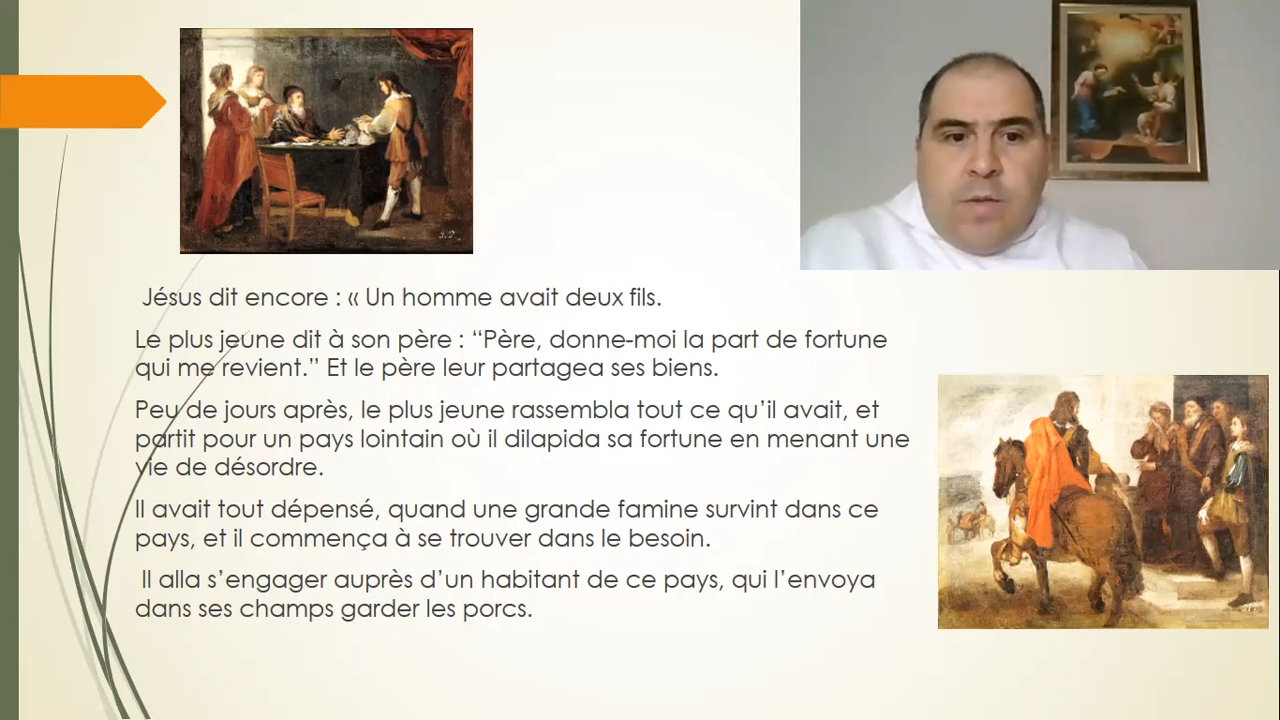 Jésus dit encore : « Un homme avait deux fils.
Le plus jeune dit à son père : “Père, donne-moi la part de fortune
qui me revient.” Et le père leur partagea ses biens.
Peu de jours après, le plus jeune rassembla tout ce qu’il avait, et
partit pour un pays lointain où il dilapida sa fortune en menant une
vie de désordre.
Il avait tout dépensé, quand une grande famine survint dans ce
pays, et il commença à se trouver dans le besoin.
Il alla s’engager auprès d’un habitant de ce pays, qui l’envoya
dans ses champs garder les porcs.